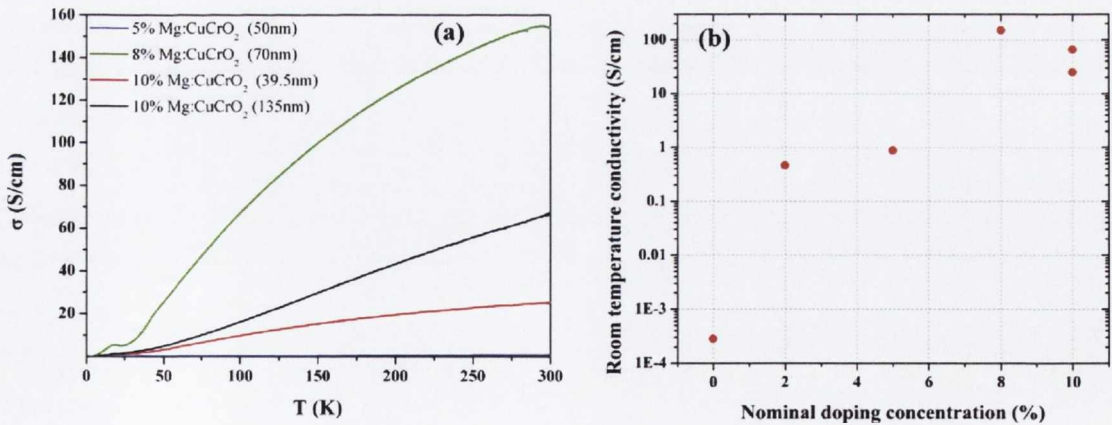 160
140
120
100
80
60
40
20
σ (S/cm)
5% Mg:CuCrO₂ (50nm)
8% Mg:CuCrO₂ (70nm)
10% Mg:CuCrO₂ (39.5nm)
10% Mg:CuCrO₂ (135nm)
(a)
0 50 100 150 200 250 300
T (K)
100
10
1
0.1
0.01
1E-3
1E-4
Room temperature conductivity (S/cm)
(b)
0 2 4 6 8 10
Nominal doping concentration (%)